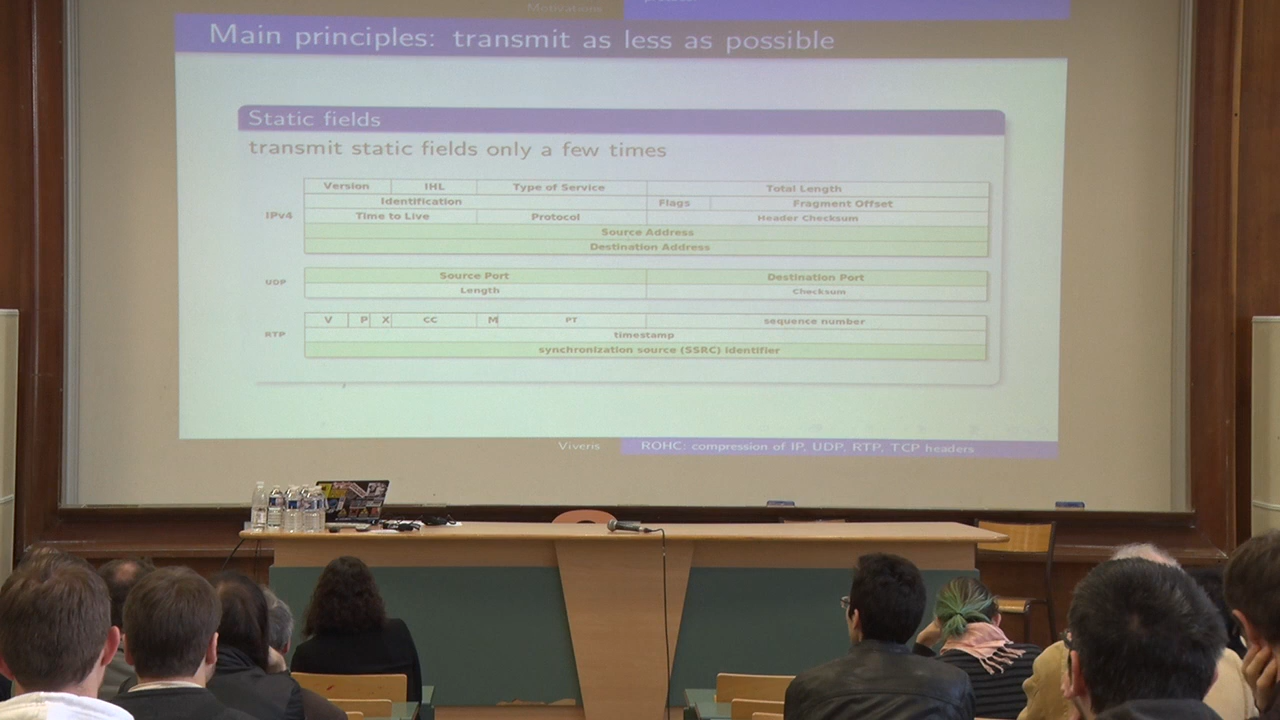 Motivations
protocol
Main principles: transmit as less as possible
Static fields
transmit static fields only a few times
Version IHL Type of Service Total Length
Identification Flags Fragment Offset
IPv4 Time to Live Protocol Header Checksum
Source Address
Destination Address
Source Port Destination Port
UDP Length Checksum
V P X CC M PT sequence number
RTP timestamp
synchronization source (SSRC) identifier
Viveris ROHC: compression of IP, UDP, RTP, TCP headers